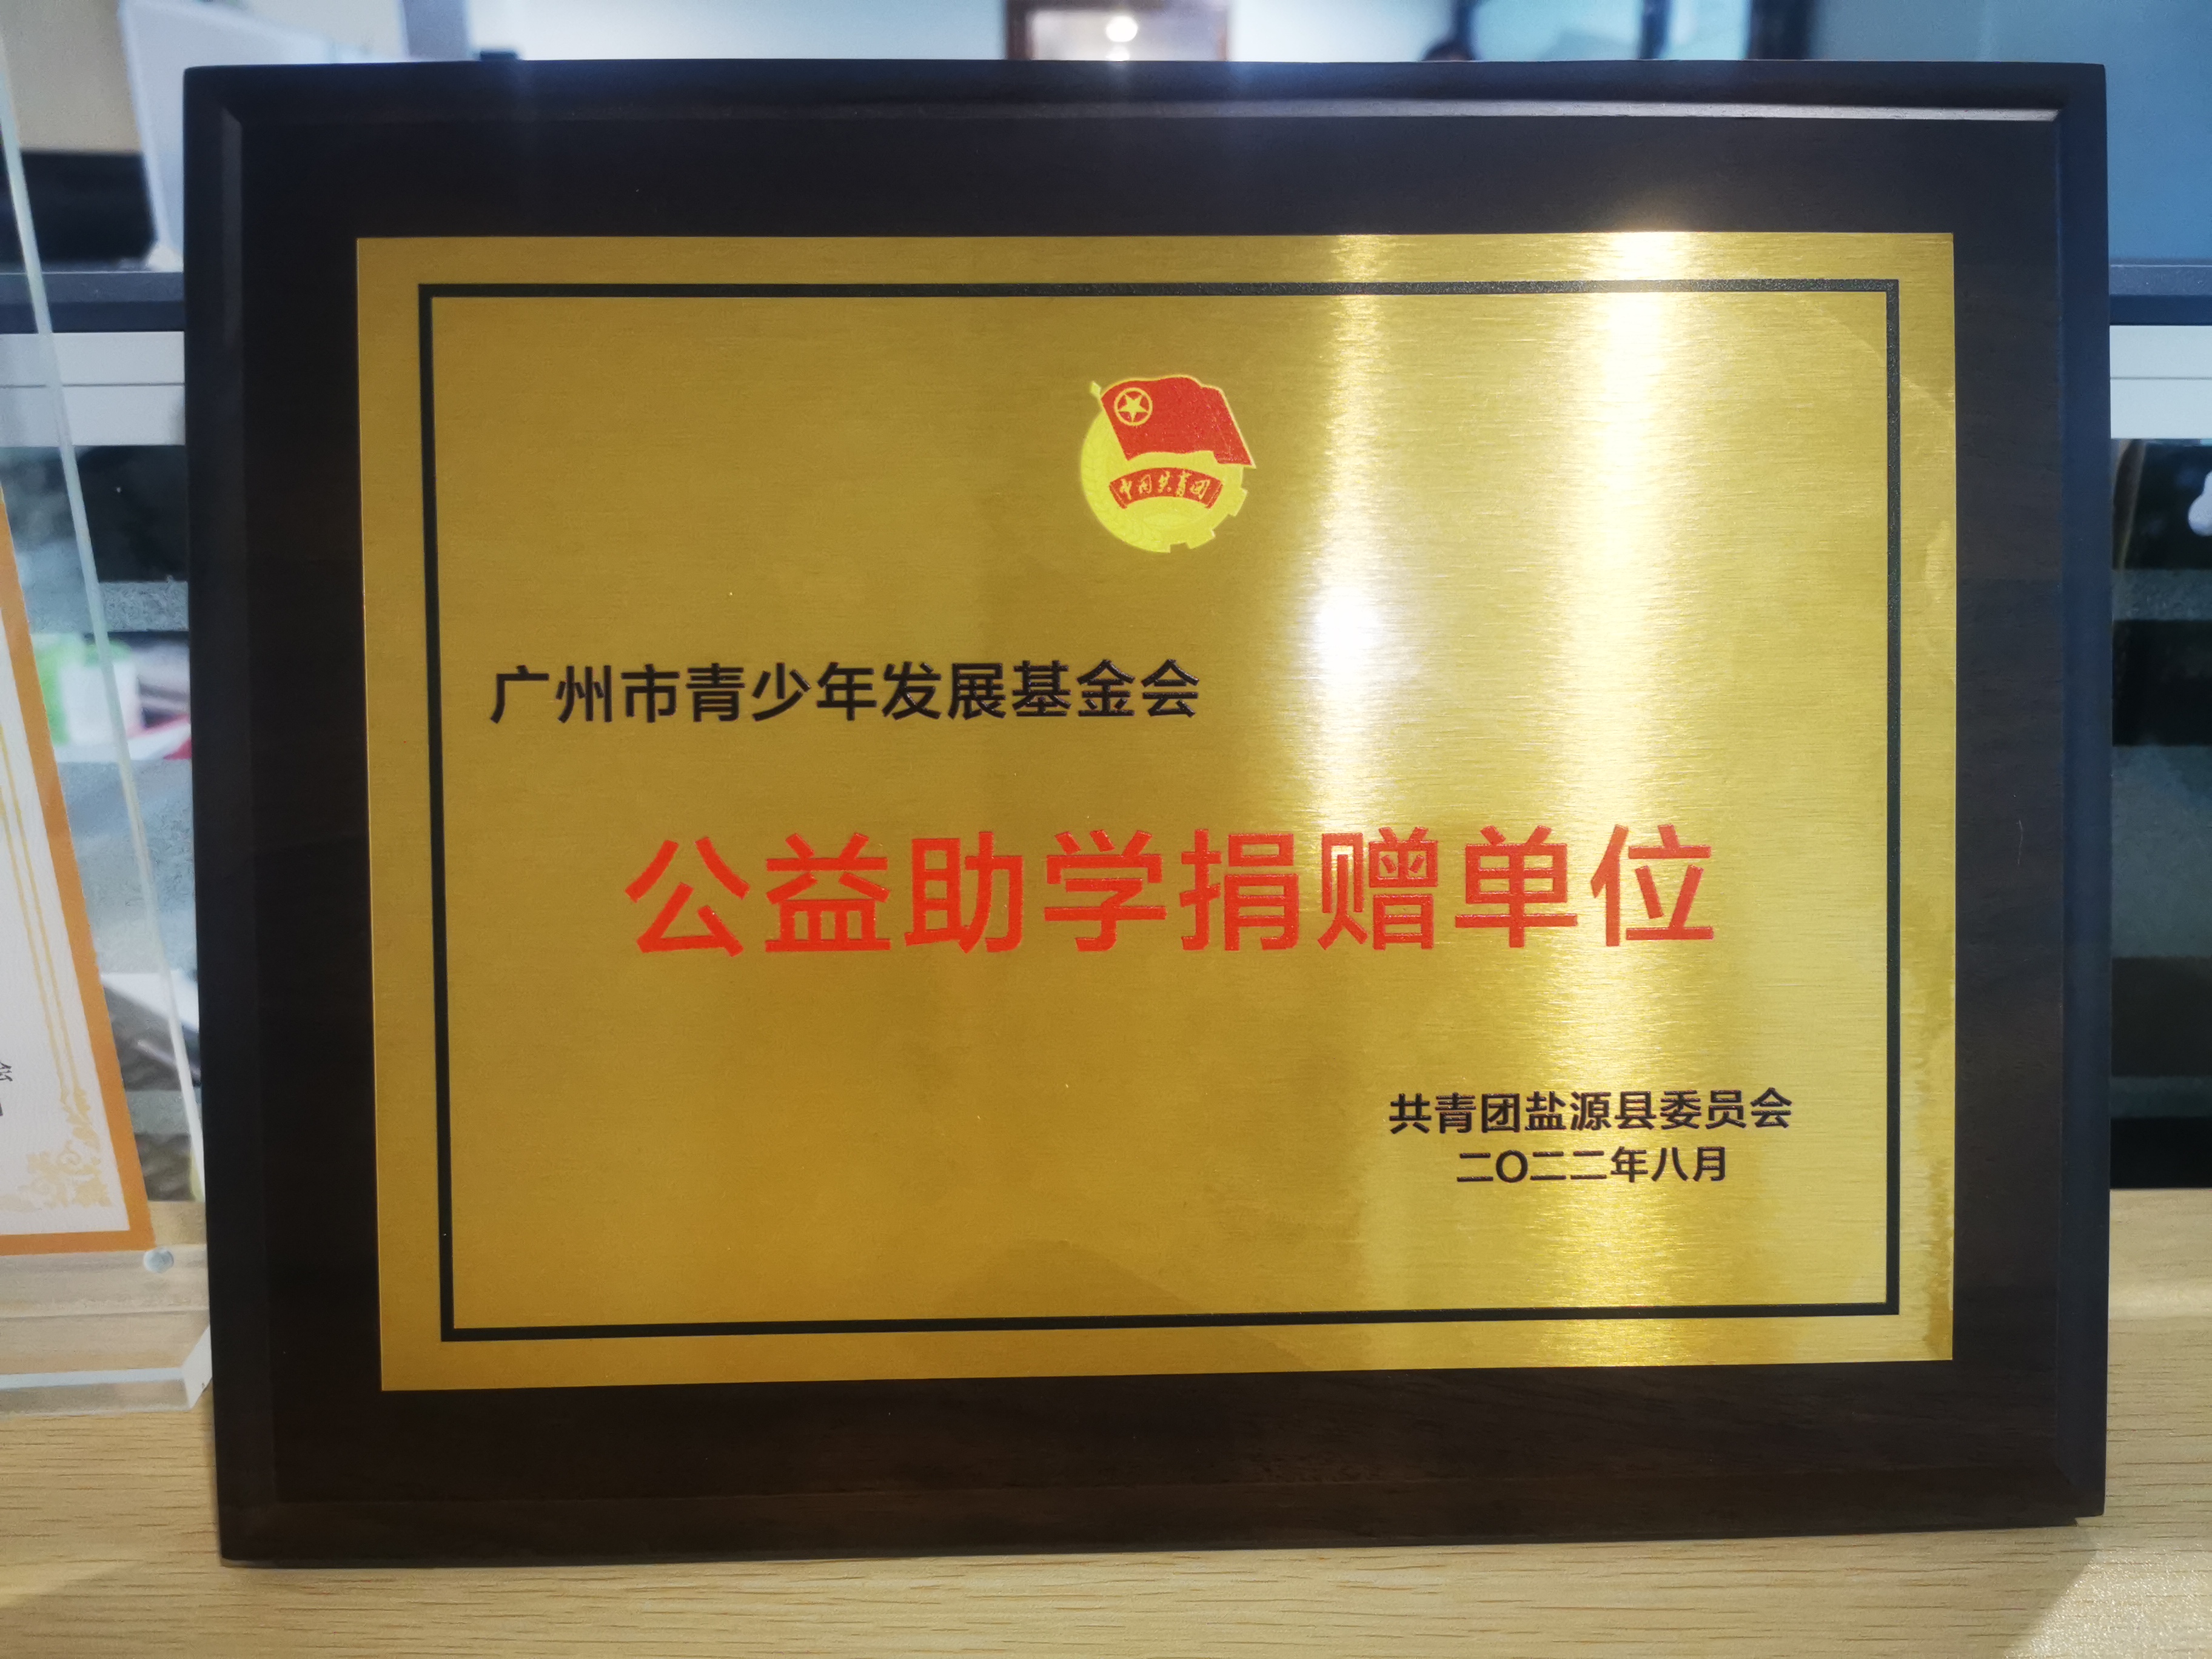 中国共青团
广州市青少年发展基金会
公益助学捐赠单位
共青团盐源县委员会
二〇二二年八月